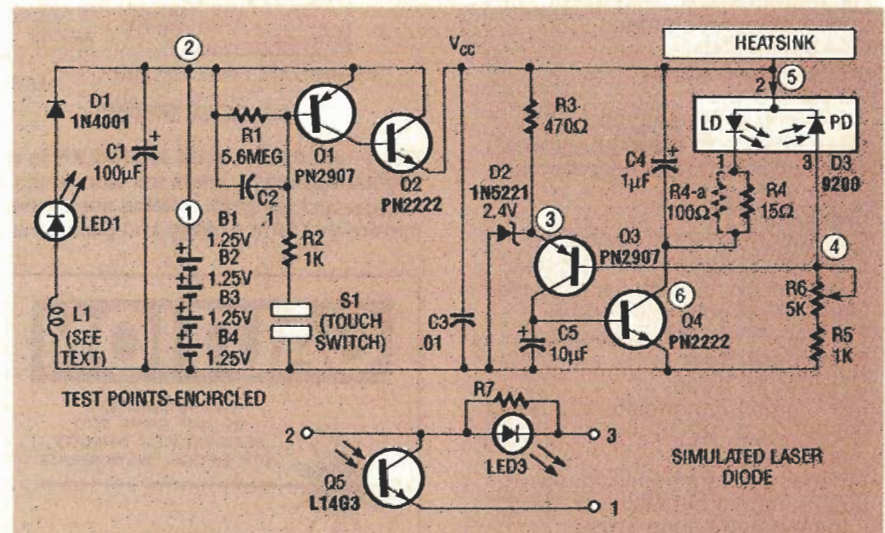 2
V_CC
HEATSINK
5
2
D1
1N4001
C1
100µF
+
R1
5.6MEG
Q1
PN2907
Q2
PN2222
R3
470Ω
C4
1µF
+
LD
PD
1
3
D3
9200
R4-a
100Ω
R4
15Ω
D2
1N5221
2.4V
C2
.1
LED1
1
B1
1.25V
B2
1.25V
B3
1.25V
B4
1.25V
+
+
+
+
R2
1K
3
Q3
PN2907
4
R6
5K
6
Q4
PN2222
R5
1K
L1
(SEE
TEXT)
S1
(TOUCH
SWITCH)
C3
.01
C5
10µF
+
TEST POINTS-ENCIRCLED
R7
2
3
LED3
Q5
L14G3
1
SIMULATED LASER
DIODE